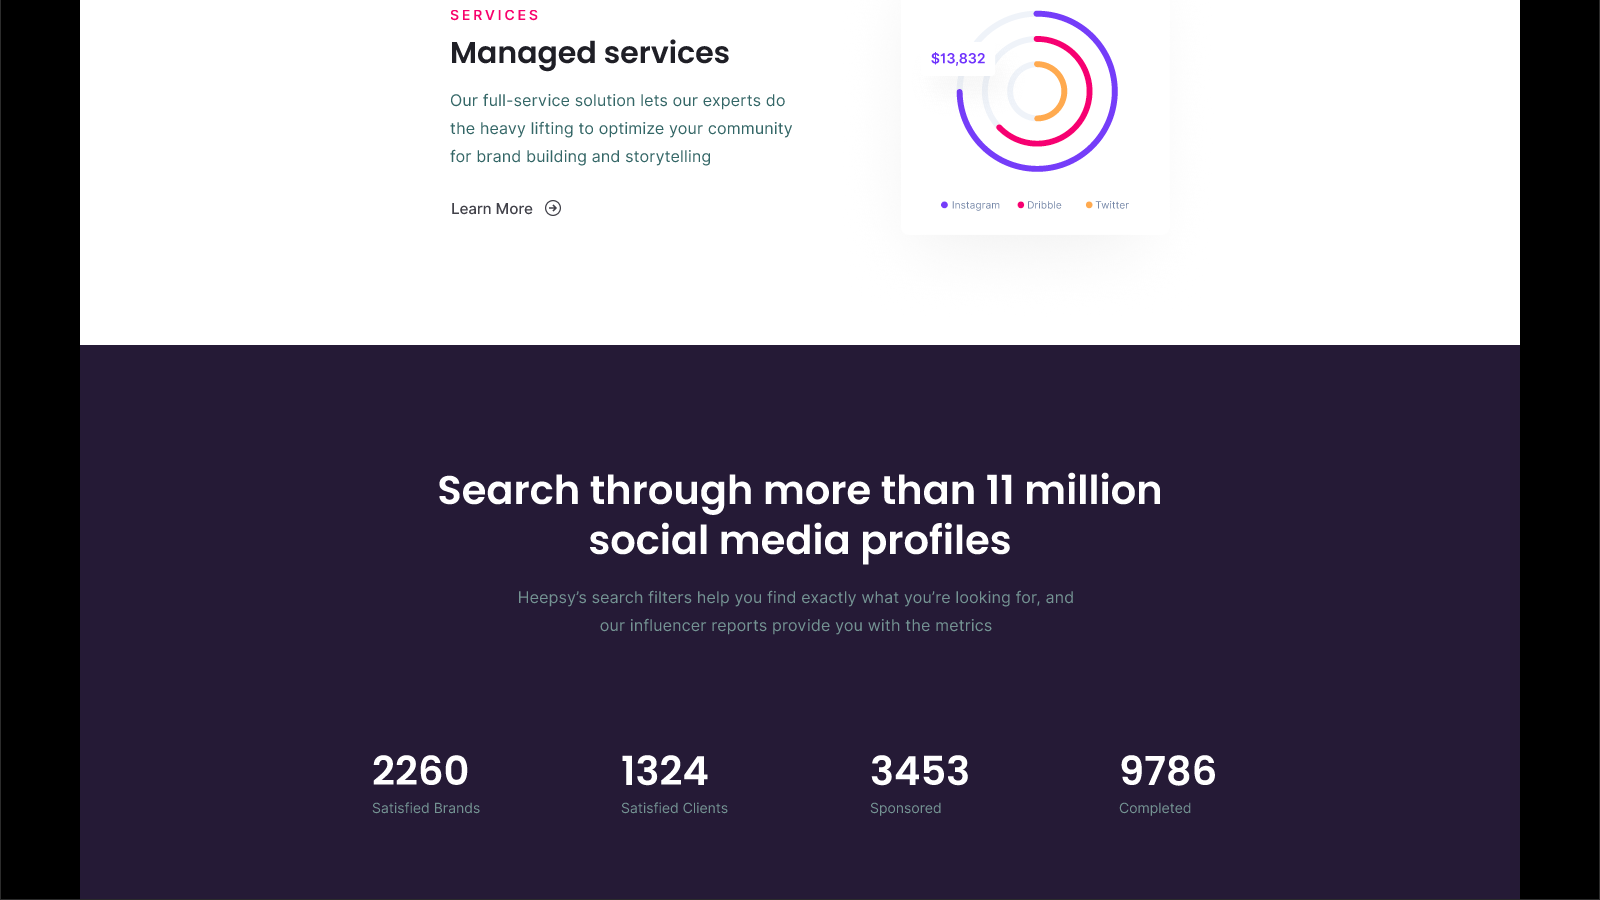 SERVICES
Managed services
Our full-service solution lets our experts do
the heavy lifting to optimize your community
for brand building and storytelling
Learn More
$13,832
Instagram
Dribble
Twitter
Search through more than 11 million
social media profiles
Heepsy’s search filters help you find exactly what you’re looking for, and
our influencer reports provide you with the metrics
2260
Satisfied Brands
1324
Satisfied Clients
3453
Sponsored
9786
Completed